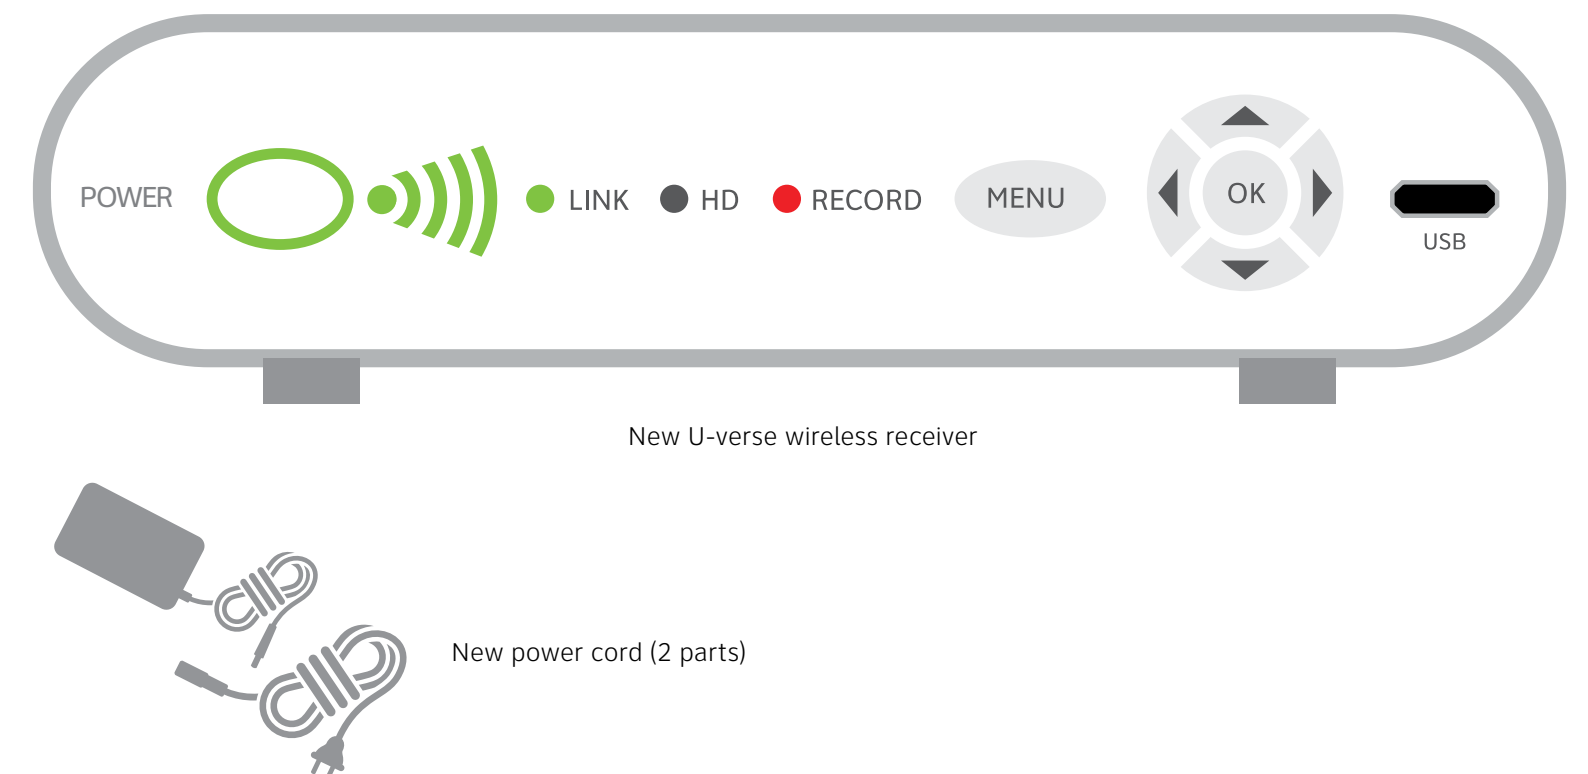 POWER
LINK
HD
RECORD
MENU
OK
USB
New U-verse wireless receiver
New power cord (2 parts)